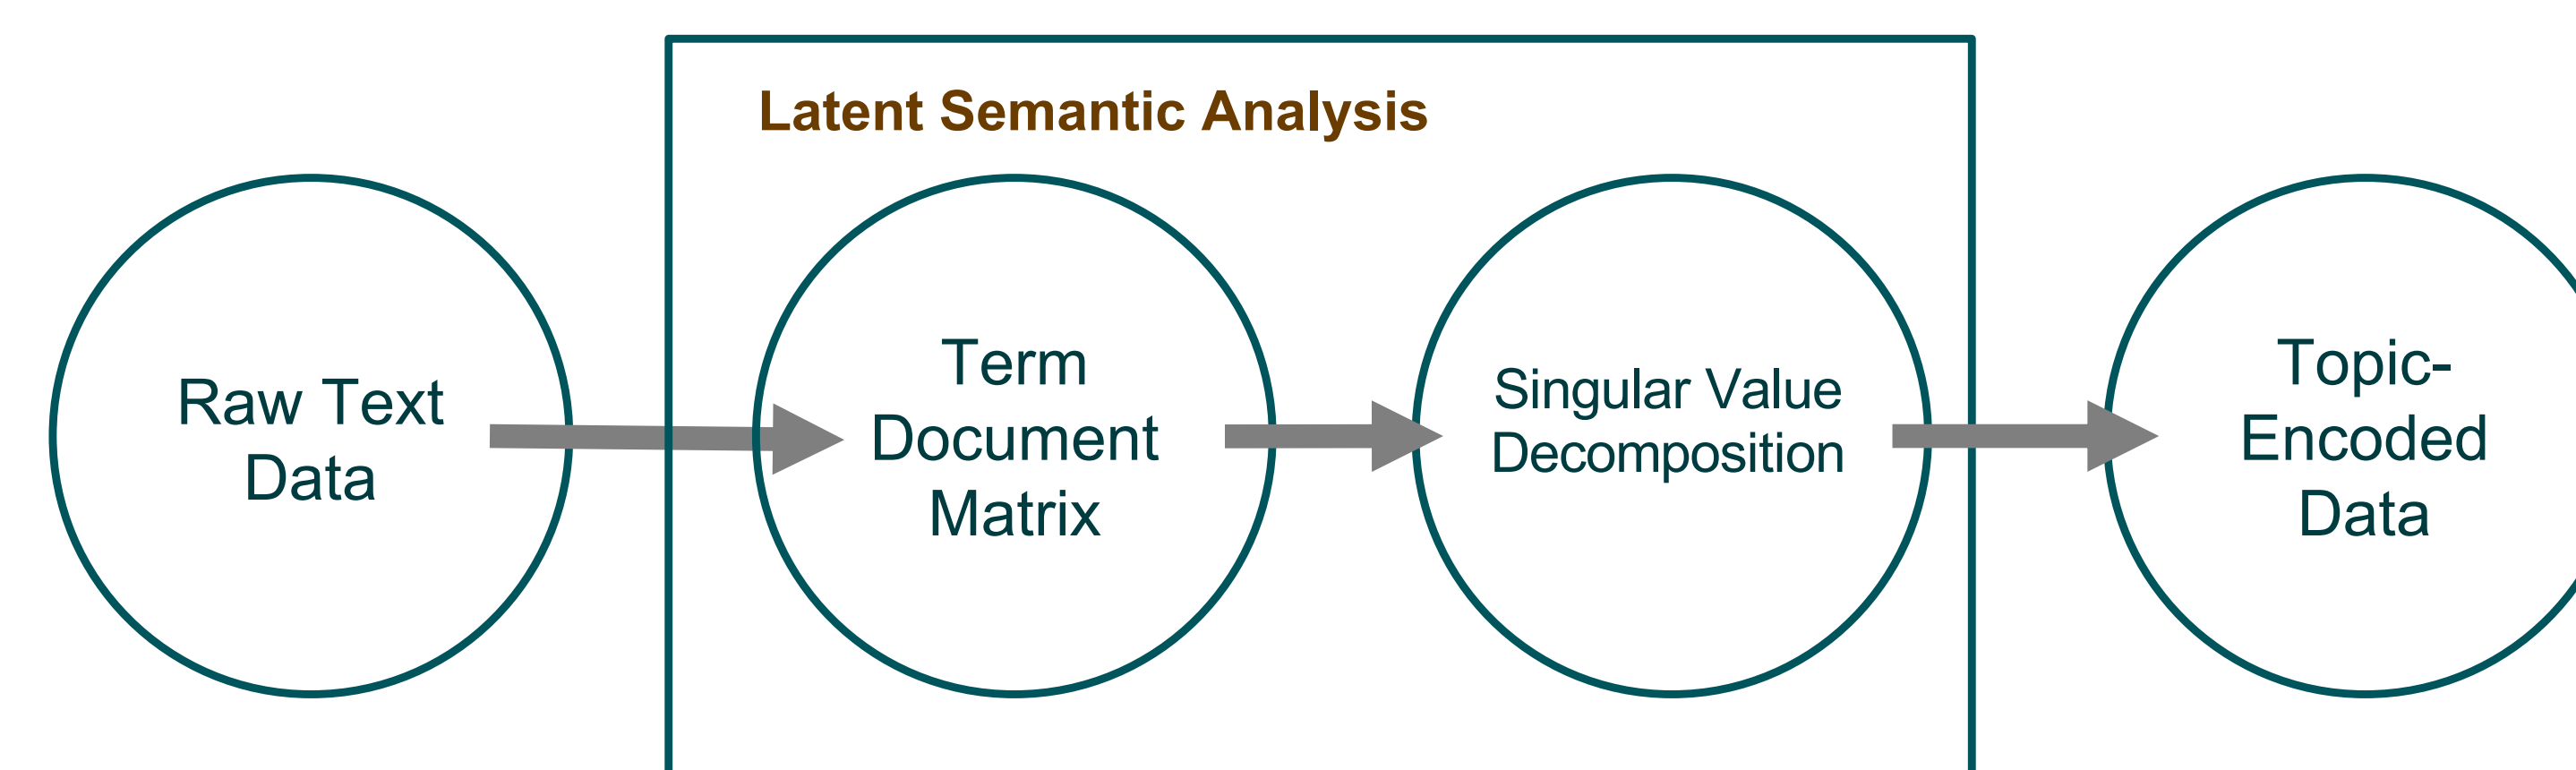 Latent Semantic Analysis
Raw Text
Data
Term
Document
Matrix
Singular Value
Decomposition
Topic-
Encoded
Data